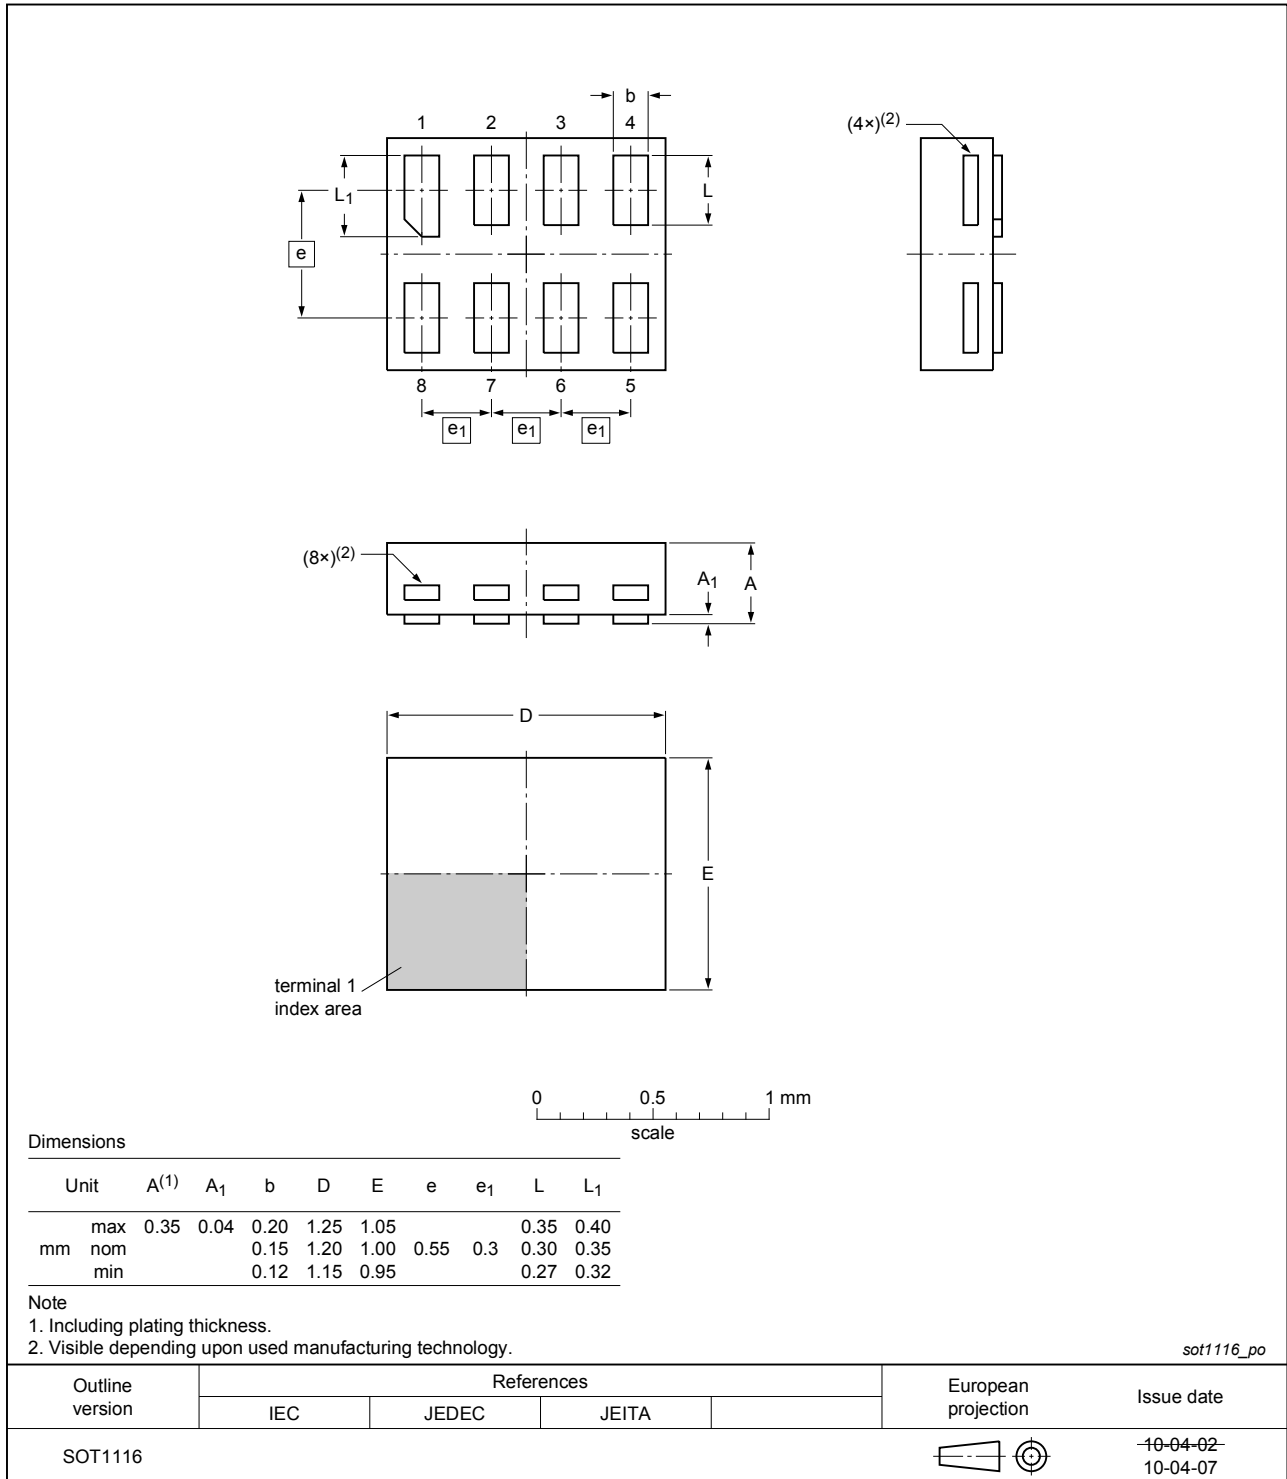 b
1 2 3 4
(4×)(2)
L1
L
e
8 7 6 5
e1 e1 e1
(8×)(2)
A1 A
D
E
terminal 1
index area
0 0.5 1 mm
scale
Dimensions
Unit A(1) A1 b D E e e1 L L1
max 0.35 0.04 0.20 1.25 1.05 0.35 0.40
mm nom 0.15 1.20 1.00 0.55 0.3 0.30 0.35
min 0.12 1.15 0.95 0.27 0.32
Note
1. Including plating thickness.
2. Visible depending upon used manufacturing technology.
sot1116_po
Outline
version
References
IEC JEDEC JEITA
European
projection
Issue date
SOT1116
10-04-02
10-04-07